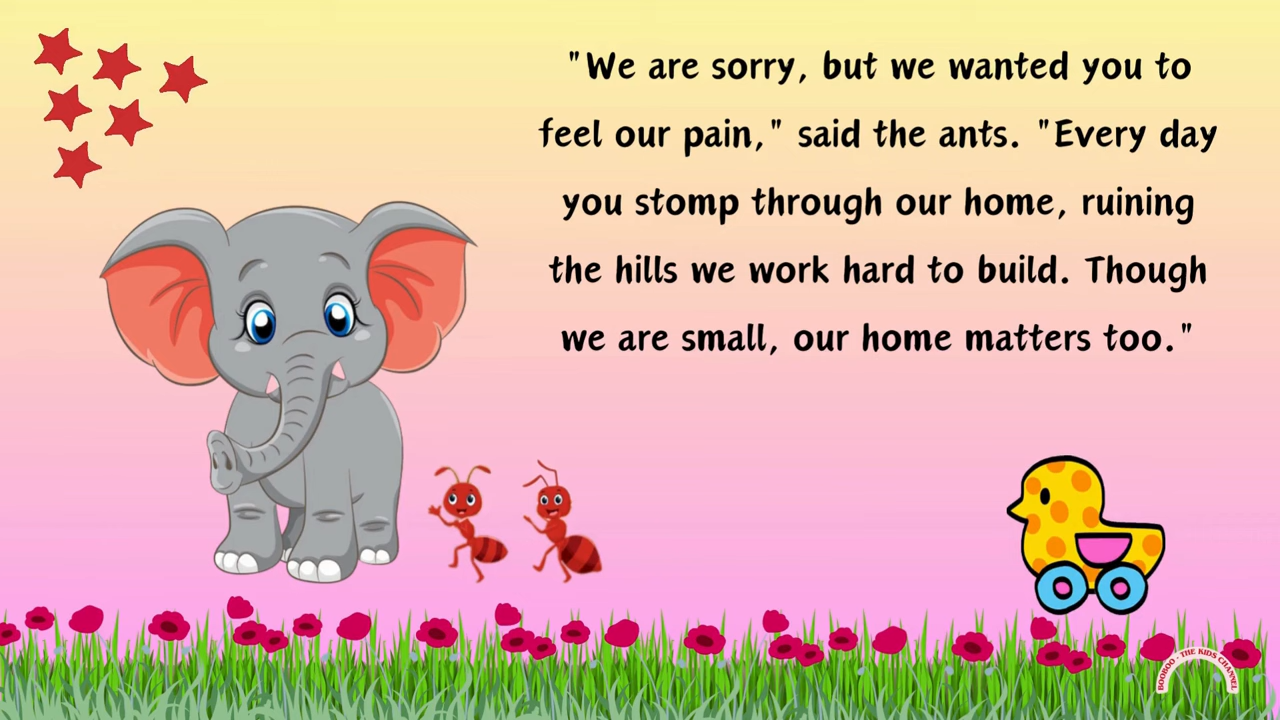 "We are sorry, but we wanted you to
feel our pain," said the ants. "Every day
you stomp through our home, ruining
the hills we work hard to build. Though
we are small, our home matters too."
BOOBOO - THE KIDS CHANNEL